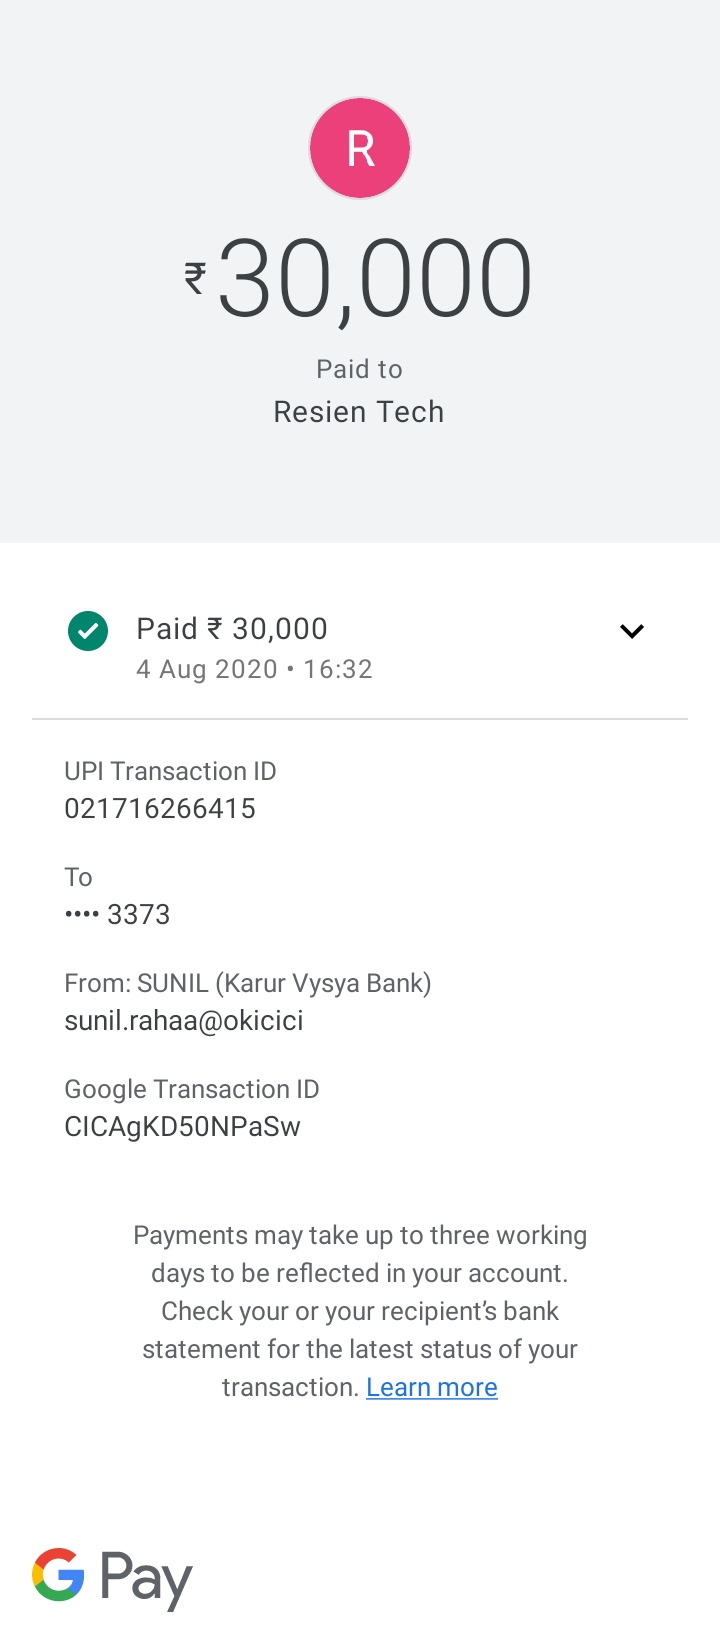 R
₹30,000
Paid to
Resien Tech
Paid ₹ 30,000
4 Aug 2020 • 16:32
UPI Transaction ID
021716266415
To
•••• 3373
From: SUNIL (Karur Vysya Bank)
sunil.rahaa@okicici
Google Transaction ID
CICAgKD50NPaSw
Payments may take up to three working
days to be reflected in your account.
Check your or your recipient's bank
statement for the latest status of your
transaction. Learn more
G Pay